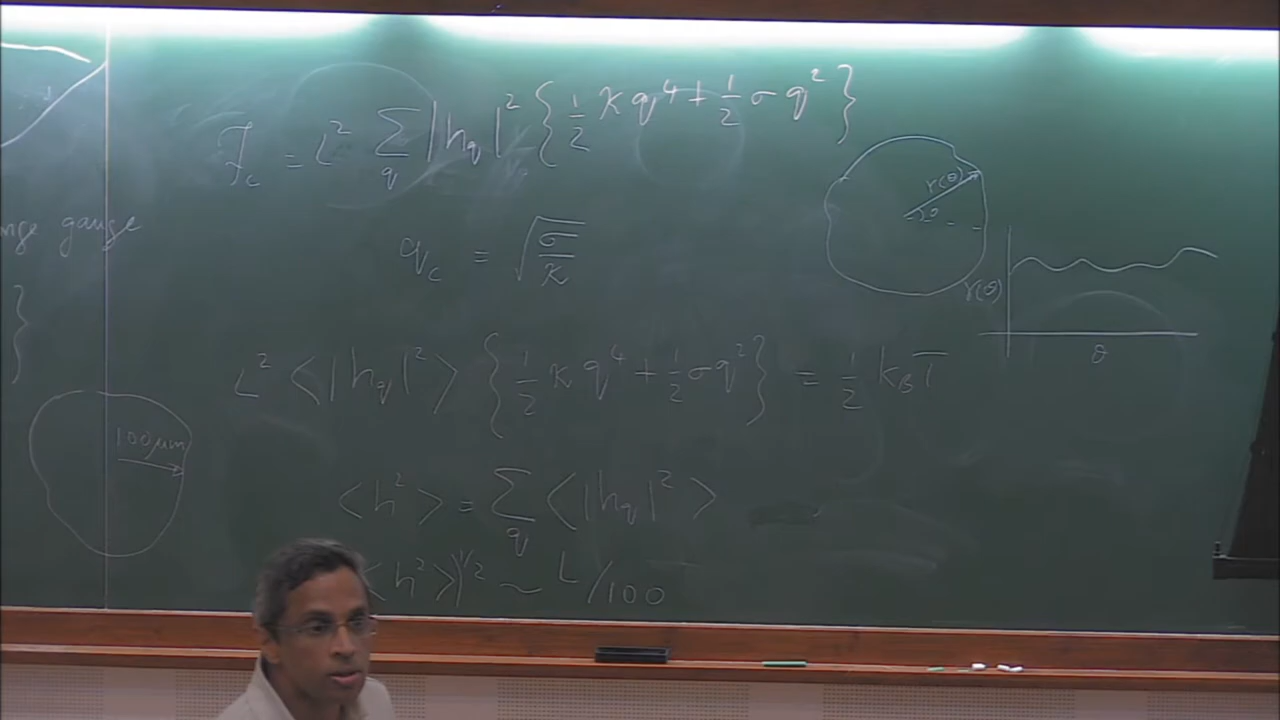 F_c = L² Σ_q |h_q|² { ½ κ q⁴ + ½ σ q² }
gauge
q_c = √(σ/κ)
r(θ)
θ
r(θ)
θ
}
L² < |h_q|² > { ½ κ q⁴ + ½ σ q² } = ½ k_B T
100 μm
<h²> = Σ_q < |h_q|² >
<h²>^{1/2} ~ L/100